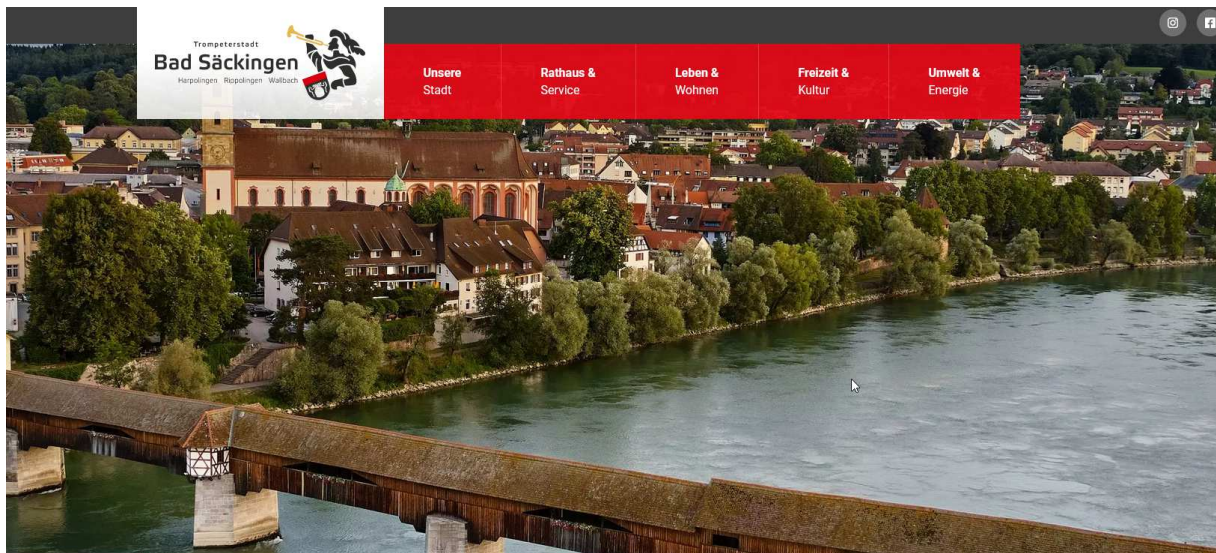 Trompeterstadt
Bad Säckingen
Harpolingen Rippolingen Wallbach
Unsere
Stadt
Rathaus &
Service
Leben &
Wohnen
Freizeit &
Kultur
Umwelt &
Energie